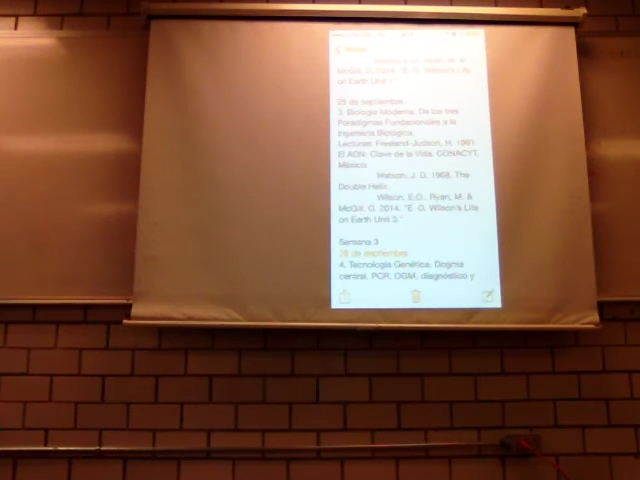 McGill, G. 2014. "E. O. Wilson's Life
on Earth Unit 1."
25 de septiembre
3. Biología Moderna. De los tres
Paradigmas Fundamentales a la
Ingeniería Biológica.
Lecturas: Freeland-Judson, H. 1981.
El ADN: Clave de la Vida. CONACYT,
México.
Watson, J. D. 1968. The
Double Helix.
Wilson, E.O., Ryan, M. &
McGill, G. 2014. "E. O. Wilson's Life
on Earth Unit 3."
Semana 3
28 de septiembre
4. Tecnología Genética: Dogma
central, PCR, OGM, diagnóstico y